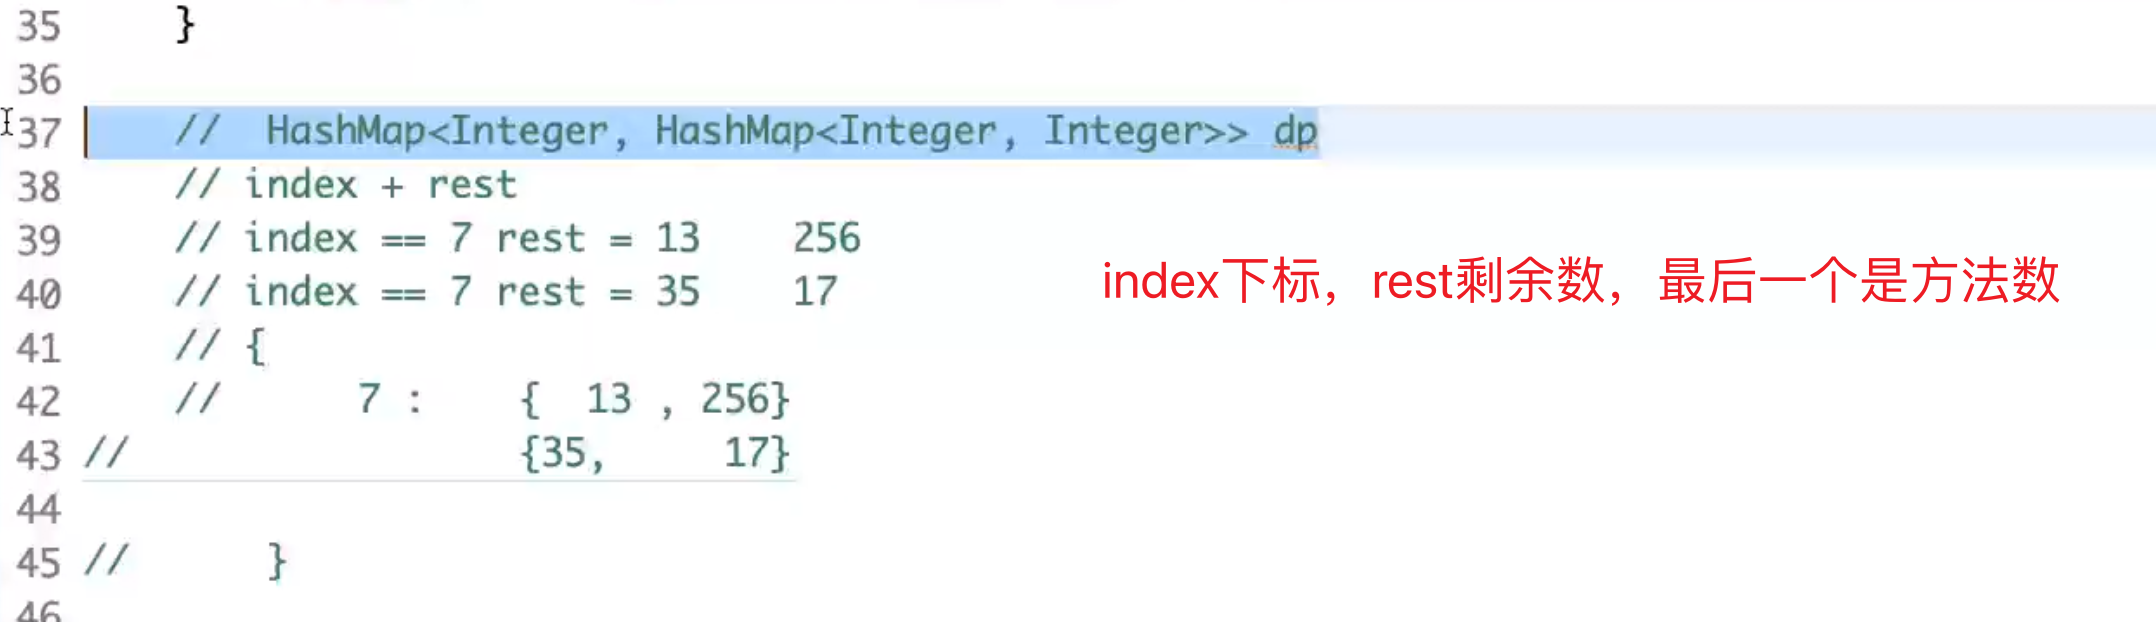 35 }
36
37 // HashMap<Integer, HashMap<Integer, Integer>> dp
38 // index + rest
39 // index == 7 rest = 13 256
40 // index == 7 rest = 35 17
index下标，rest剩余数，最后一个是方法数
41 // {
42 // 7 : { 13 , 256}
43 // {35, 17}
44
45 // }
46